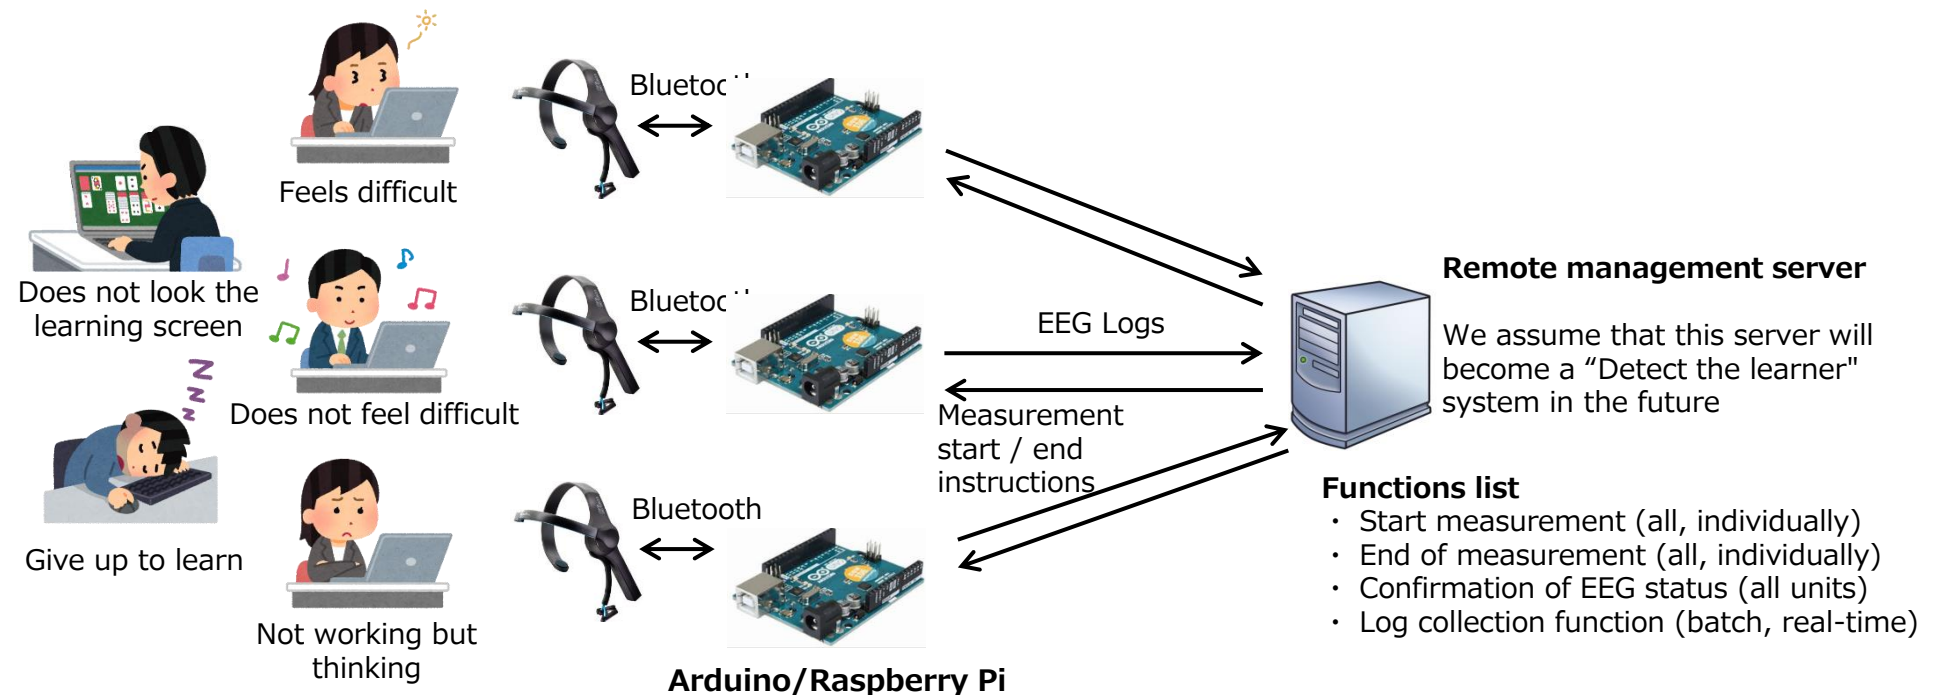 Feels difficult
Does not look the
learning screen
Does not feel difficult
Give up to learn
Not working but
thinking
ZZZZ
Bluetooth
Arduino/Raspberry Pi
EEG Logs
Measurement
start / end
instructions
Remote management server
We assume that this server will
become a “Detect the learner"
system in the future
Functions list
・ Start measurement (all, individually)
・ End of measurement (all, individually)
・ Confirmation of EEG status (all units)
・ Log collection function (batch, real-time)